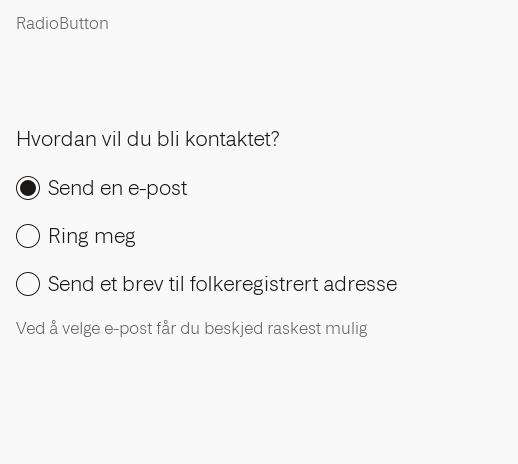 RadioButton
Hvordan vil du bli kontaktet?
Send en e-post
Ring meg
Send et brev til folkeregistrert adresse
Ved å velge e-post får du beskjed raskest mulig